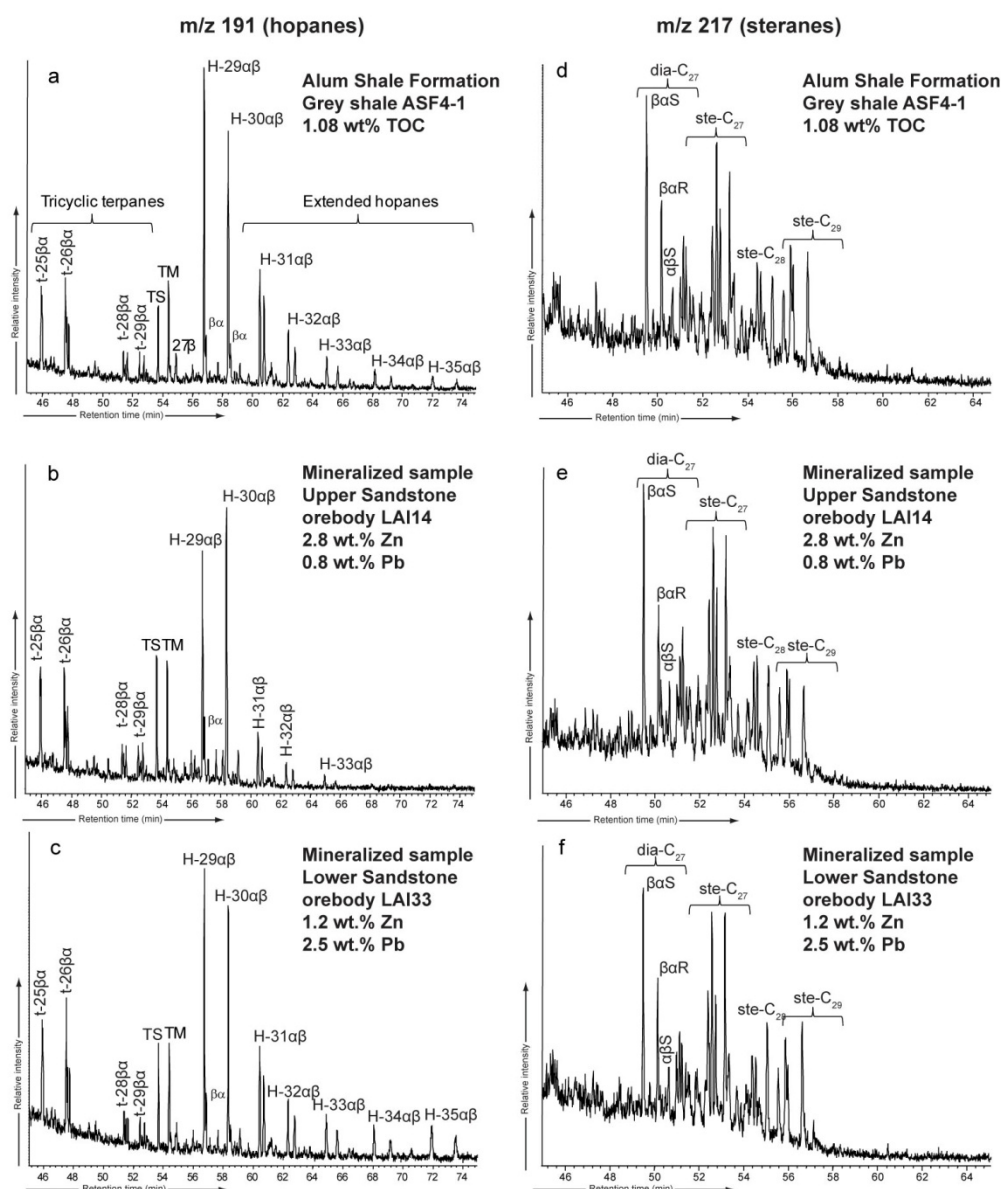 m/z 191 (hopanes)
m/z 217 (steranes)
a
Alum Shale Formation
Grey shale ASF4-1
1.08 wt% TOC
H-29αβ
H-30αβ
Tricyclic terpanes
Extended hopanes
t-25βα
t-26βα
t-28βα
t-29βα
TS
TM
27β
βα
βα
H-31αβ
H-32αβ
H-33αβ
H-34αβ
H-35αβ
Relative intensity
46 48 50 52 54 56 58 60 62 64 66 68 70 72 74
Retention time (min)
d
Alum Shale Formation
Grey shale ASF4-1
1.08 wt% TOC
dia-C27
βαS
ste-C27
βαR
αβS
ste-C28
ste-C29
Relative intensity
46 48 50 52 54 56 60 62 64
Retention time (min)
b
Mineralized sample
Upper Sandstone
orebody LAI14
2.8 wt.% Zn
0.8 wt.% Pb
H-30αβ
H-29αβ
t-25βα
t-26βα
t-28βα
t-29βα
TS TM
βα
H-31αβ
H-32αβ
H-33αβ
Relative intensity
46 48 50 52 54 56 58 60 62 64 66 68 70 72 74
Retention time (min)
e
Mineralized sample
Upper Sandstone
orebody LAI14
2.8 wt.% Zn
0.8 wt.% Pb
dia-C27
βαS
ste-C27
βαR
αβS
ste-C28
ste-C29
Relative intensity
46 50 52 54 56 60 62 64
Retention time (min)
c
Mineralized sample
Lower Sandstone
orebody LAI33
1.2 wt.% Zn
2.5 wt.% Pb
H-29αβ
H-30αβ
t-25βα
t-26βα
t-28βα
t-29βα
TS TM
βα
H-31αβ
H-32αβ
H-33αβ
H-34αβ
H-35αβ
Relative intensity
46 48 50 52 54 56 58 60 62 64 66 68 70 72 74
Retention time (min)
f
Mineralized sample
Lower Sandstone
orebody LAI33
1.2 wt.% Zn
2.5 wt.% Pb
dia-C27
βαS
ste-C27
βαR
αβS
ste-C28
ste-C29
Relative intensity
46 50 52 54 56 60 62 64
Retention time (min)